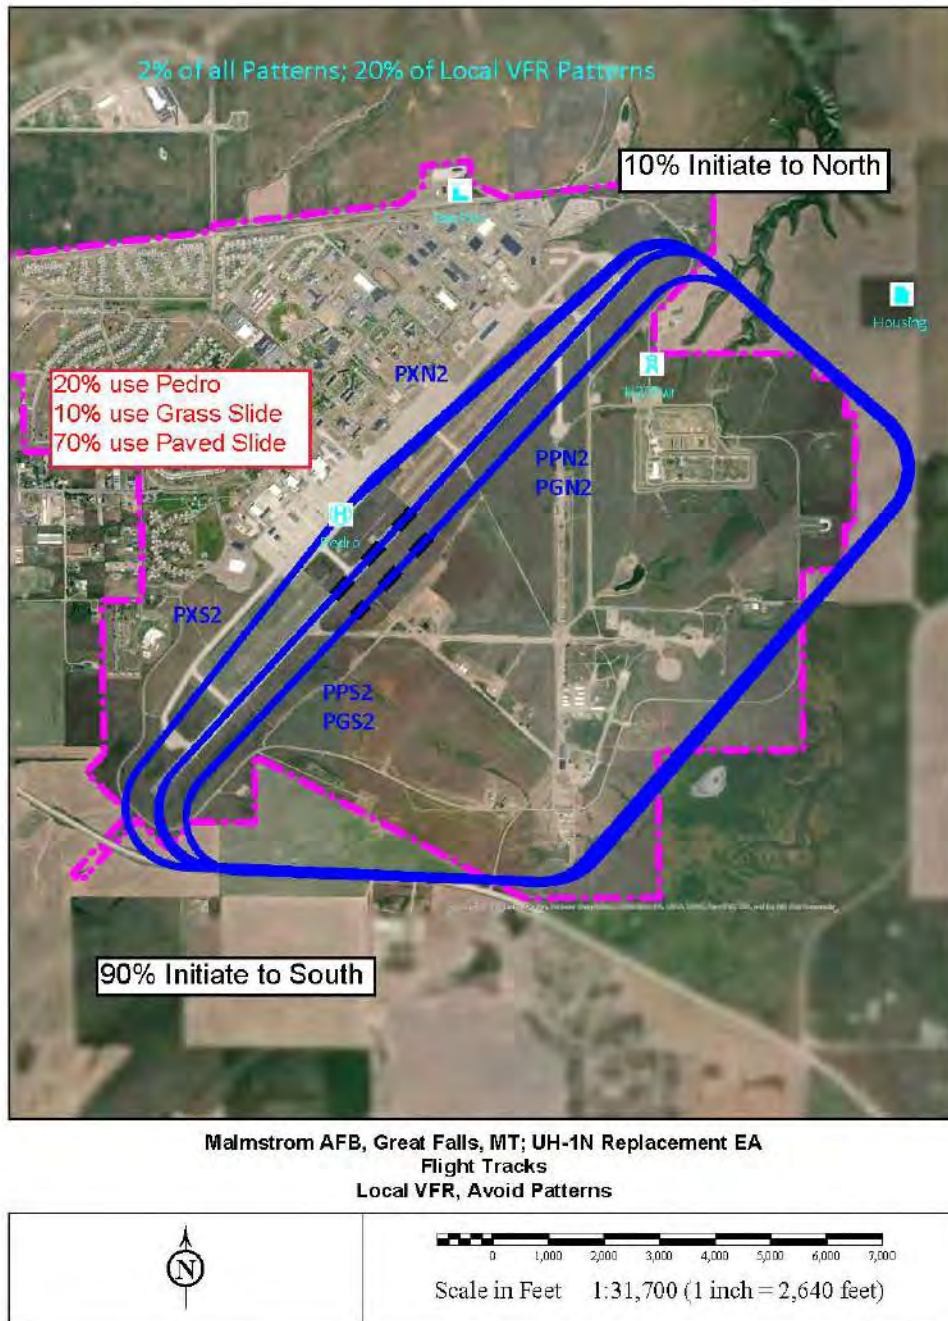 2% of all Patterns; 20% of Local VFR Patterns
10% Initiate to North
Housing
PXN2
20% use Pedro
10% use Grass Slide
70% use Paved Slide
PPN2
PGN2
H
Pedro
PXS2
PPS2
PGS2
90% Initiate to South
Malmstrom AFB, Great Falls, MT; UH-1N Replacement EA
Flight Tracks
Local VFR, Avoid Patterns
N
0 1,000 2,000 3,000 4,000 5,000 6,000 7,000
Scale in Feet 1:31,700 (1 inch = 2,640 feet)